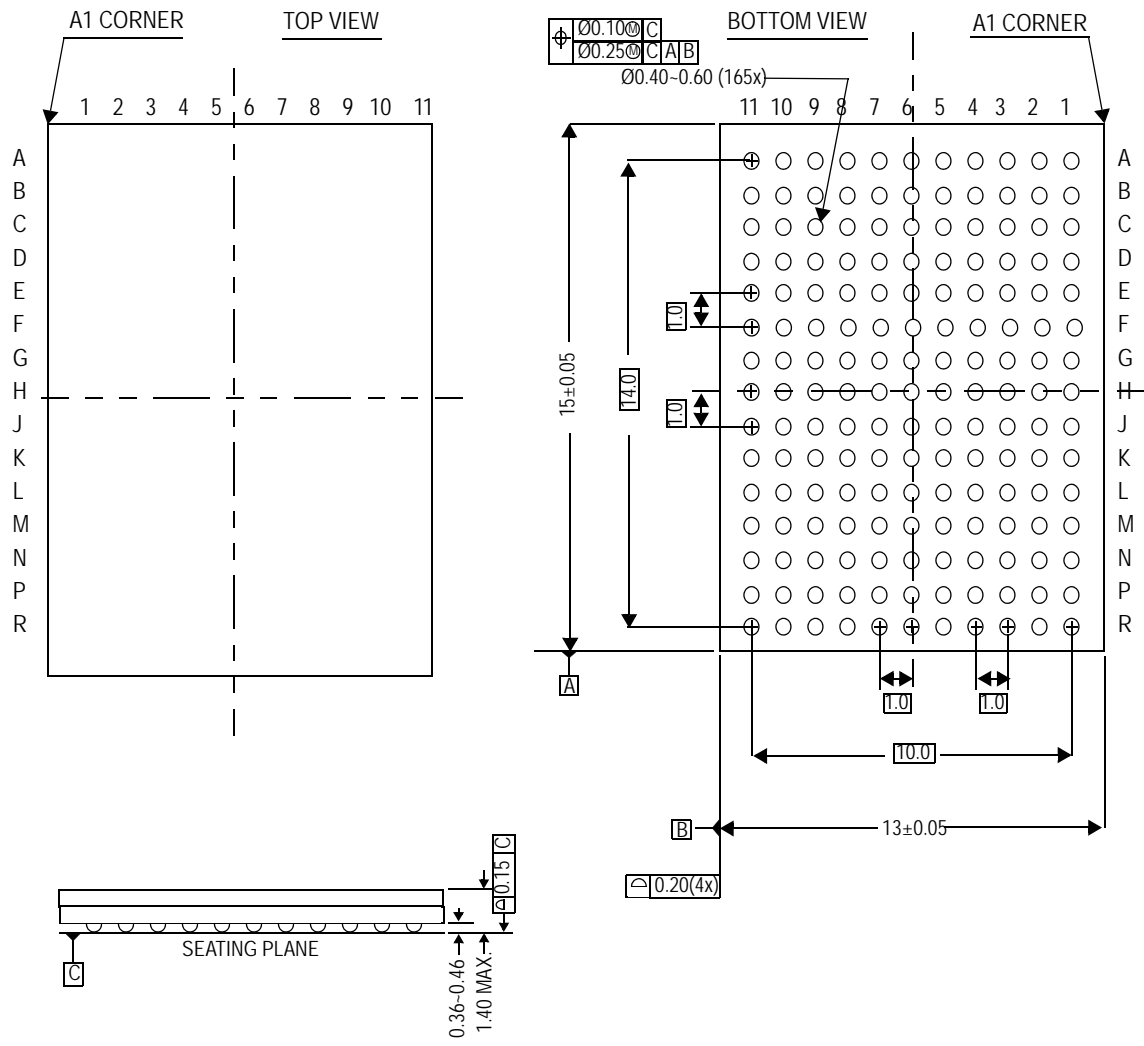 A1 CORNER
TOP VIEW
1 2 3 4 5 6 7 8 9 10 11
A
B
C
D
E
F
G
H
J
K
L
M
N
P
R
Ø0.10Ⓜ C
Ø0.25Ⓜ C A B
Ø0.40~0.60 (165x)
BOTTOM VIEW
A1 CORNER
11 10 9 8 7 6 5 4 3 2 1
A
B
C
D
E
F
G
H
J
K
L
M
N
P
R
15±0.05
14.0
1.0
1.0
A
1.0
1.0
10.0
B
13±0.05
0.20(4x)
0.15 C
SEATING PLANE
C
0.36~0.46
1.40 MAX.